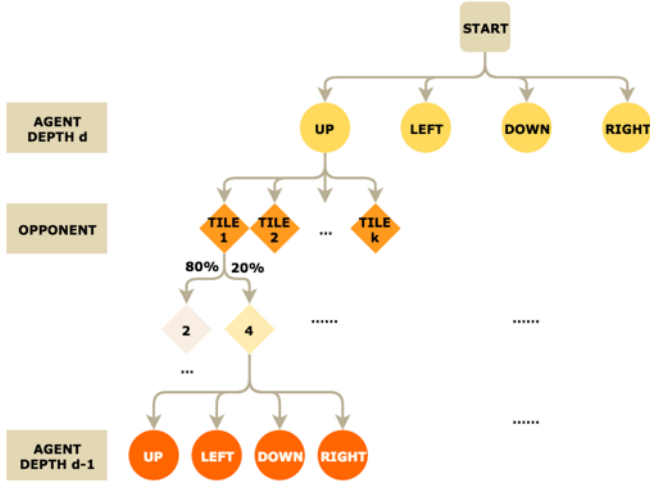 START
AGENT
DEPTH d
UP
LEFT
DOWN
RIGHT
OPPONENT
TILE
1
TILE
2
...
TILE
k
80%
20%
2
4
......
......
...
......
AGENT
DEPTH d-1
UP
LEFT
DOWN
RIGHT